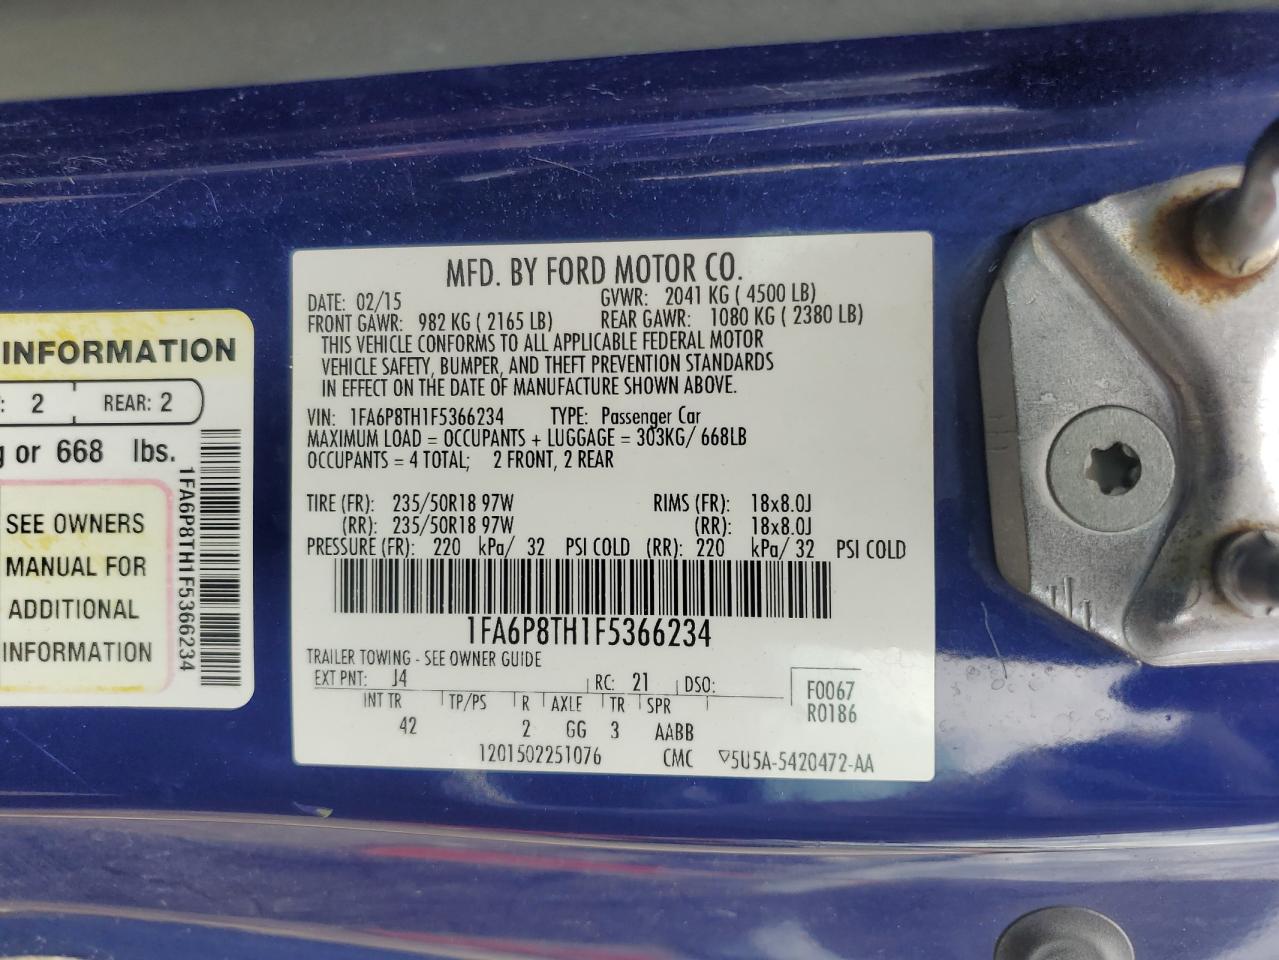 MFD. BY FORD MOTOR CO.
DATE: 02/15 GVWR: 2041 KG ( 4500 LB)
FRONT GAWR: 982 KG ( 2165 LB) REAR GAWR: 1080 KG ( 2380 LB)
THIS VEHICLE CONFORMS TO ALL APPLICABLE FEDERAL MOTOR
VEHICLE SAFETY, BUMPER, AND THEFT PREVENTION STANDARDS
IN EFFECT ON THE DATE OF MANUFACTURE SHOWN ABOVE.
VIN: 1FA6P8TH1F5366234 TYPE: Passenger Car
MAXIMUM LOAD = OCCUPANTS + LUGGAGE = 303KG/ 668LB
OCCUPANTS = 4 TOTAL; 2 FRONT, 2 REAR
TIRE (FR): 235/50R18 97W RIMS (FR): 18x8.0J
(RR): 235/50R18 97W (RR): 18x8.0J
PRESSURE (FR): 220 kPa/ 32 PSI COLD (RR): 220 kPa/ 32 PSI COLD
1FA6P8TH1F5366234
TRAILER TOWING - SEE OWNER GUIDE
EXT PNT: J4 RC: 21 DSO:
F0067
R0186
INT TR TP/PS R AXLE TR SPR
42 2 GG 3 AABB
1201502251076 CMC 5U5A-5420472-AA
INFORMATION
2 REAR: 2
or 668 lbs.
SEE OWNERS
MANUAL FOR
ADDITIONAL
INFORMATION
1FA6P8TH1F5366234